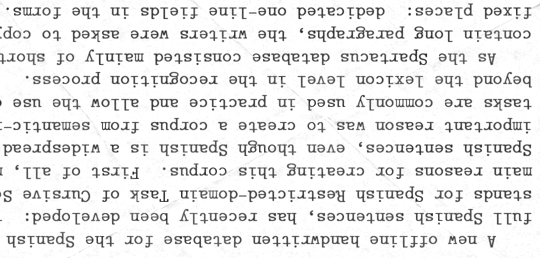 A new offline handwritten database for the Spanish
full Spanish sentences, has recently been developed:
stands for Spanish Restricted-domain Task of Cursive
main reasons for creating this corpus. First of all,
Spanish sentences, even though Spanish is a widespread
important reason was to create a corpus from semantic-
tasks are commonly used in practice and allow the use
beyond the lexicon level in the recognition process.
As the Spartacus database consisted mainly of short
contain long paragraphs, the writers were asked to copy
fixed places: dedicated one-line fields in the forms.